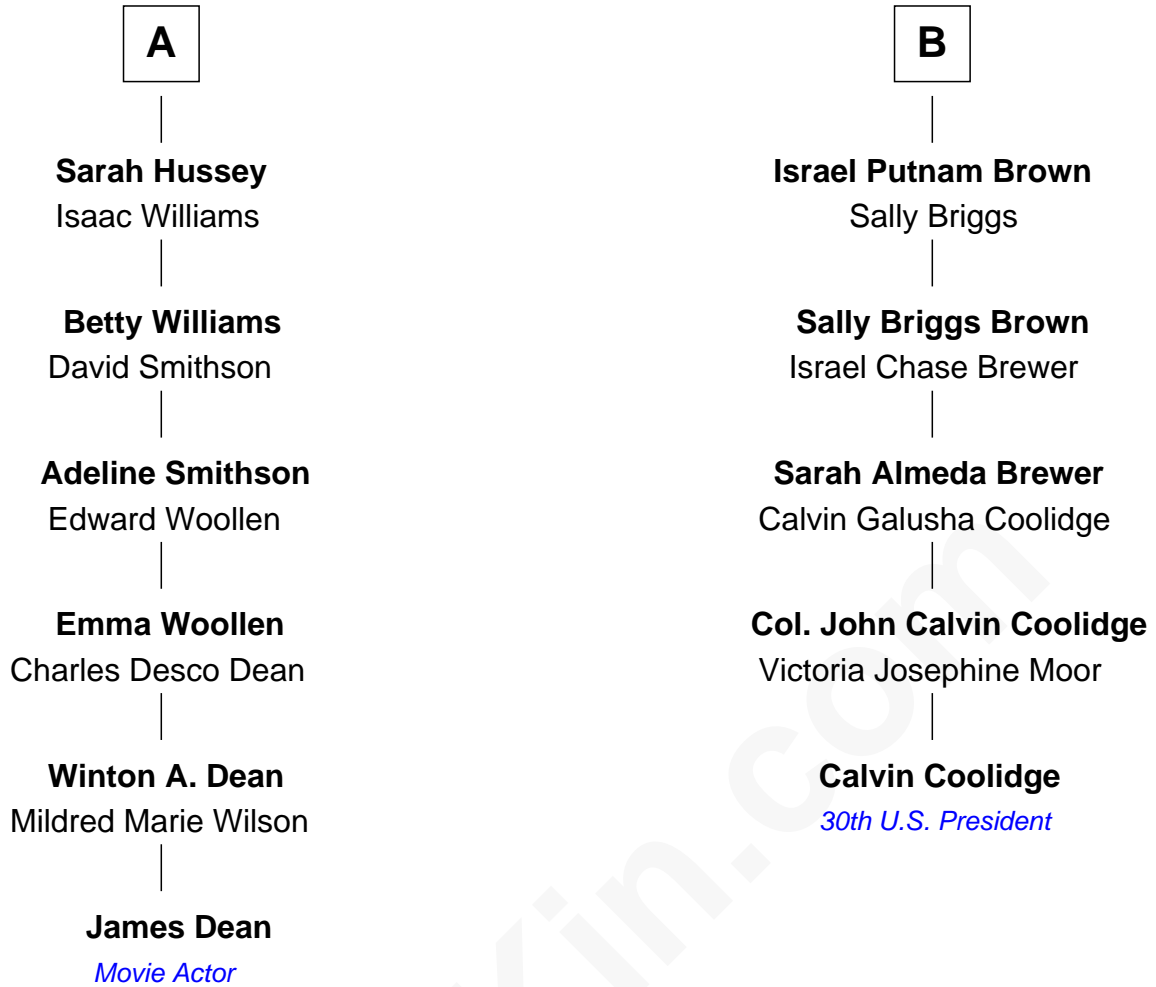 A
Sarah Hussey
Isaac Williams
Betty Williams
David Smithson
Adeline Smithson
Edward Woollen
Emma Woollen
Charles Desco Dean
Winton A. Dean
Mildred Marie Wilson
James Dean
Movie Actor
B
Israel Putnam Brown
Sally Briggs
Sally Briggs Brown
Israel Chase Brewer
Sarah Almeda Brewer
Calvin Galusha Coolidge
Col. John Calvin Coolidge
Victoria Josephine Moor
Calvin Coolidge
30th U.S. President
Kin.com